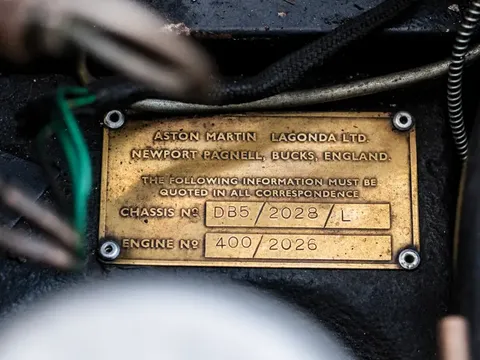 ASTON MARTIN LAGONDA LTD.
NEWPORT PAGNELL, BUCKS, ENGLAND.
THE FOLLOWING INFORMATION MUST BE
QUOTED IN ALL CORRESPONDENCE
CHASSIS Nº DB5/2028/L
ENGINE Nº 400/2026